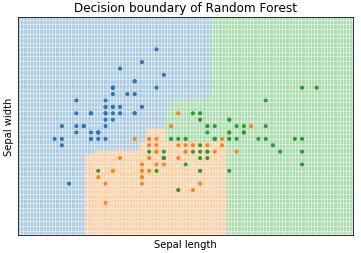 Decision boundary of Random Forest
Sepal width
Sepal length